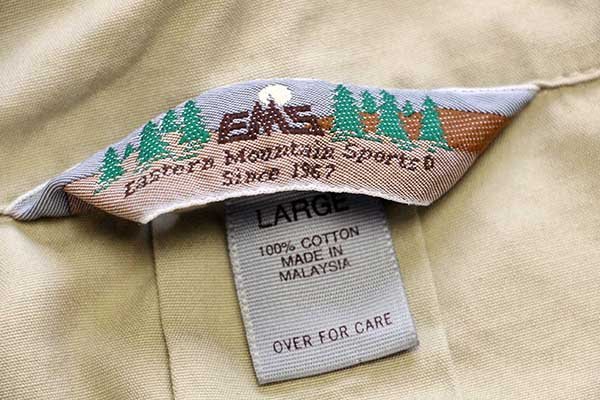 EMS
Eastern Mountain Sports®
Since 1967
LARGE
100% COTTON
MADE IN
MALAYSIA
OVER FOR CARE